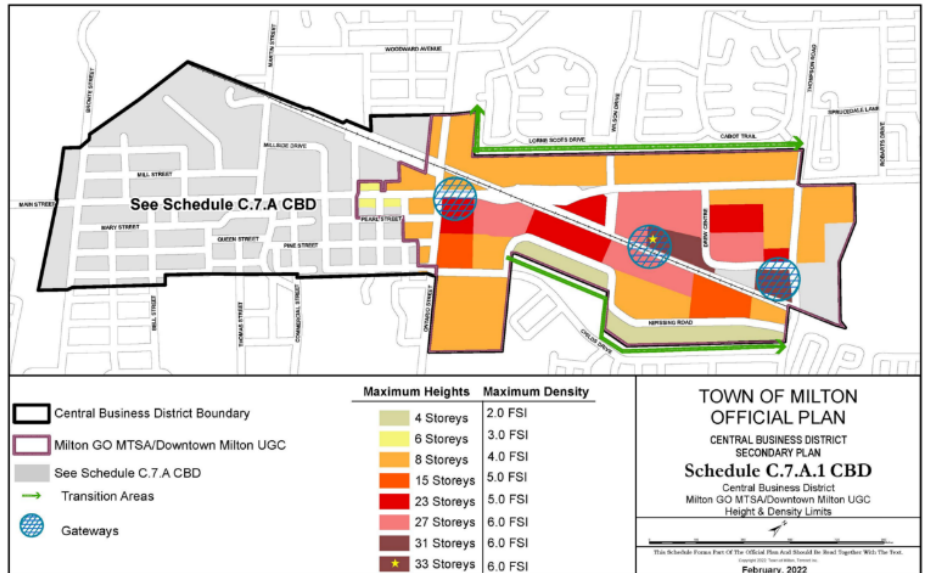 MARTIN STREET
WOODWARD AVENUE
BRONTE STREET
WILSON DRIVE
THOMPSON ROAD
SPRUCEDALE LANE
LORNE SCOTS DRIVE
CABOT TRAIL
ROBARTS DRIVE
MILLSIDE DRIVE
MILL STREET
MAIN STREET
See Schedule C.7.A CBD
PEARL STREET
MARY STREET
QUEEN STREET
PINE STREET
DREW CENTRE
BELL STREET
THOMAS STREET
COMMERCIAL STREET
ONTARIO STREET
NIPISSING ROAD
CHILDS DRIVE
Central Business District Boundary
Milton GO MTSA/Downtown Milton UGC
See Schedule C.7.A CBD
Transition Areas
Gateways
Maximum Heights Maximum Density
4 Storeys 2.0 FSI
6 Storeys 3.0 FSI
8 Storeys 4.0 FSI
15 Storeys 5.0 FSI
23 Storeys 5.0 FSI
27 Storeys 6.0 FSI
31 Storeys 6.0 FSI
33 Storeys 6.0 FSI
TOWN OF MILTON
OFFICIAL PLAN
CENTRAL BUSINESS DISTRICT
SECONDARY PLAN
Schedule C.7.A.1 CBD
Central Business District
Milton GO MTSA/Downtown Milton UGC
Height & Density Limits
This Schedule Forms Part Of The Official Plan And Should Be Read Together With The Text.
February, 2022